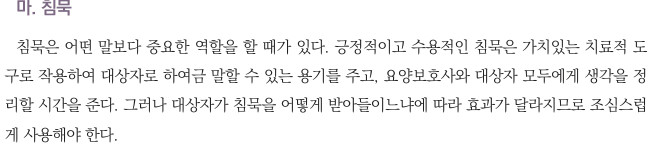 마. 침묵
침묵은 어떤 말보다 중요한 역할을 할 때가 있다. 긍정적이고 수용적인 침묵은 가치있는 치료적 도
구로 작용하여 대상자로 하여금 말할 수 있는 용기를 주고, 요양보호사와 대상자 모두에게 생각을 정
리할 시간을 준다. 그러나 대상자가 침묵을 어떻게 받아들이느냐에 따라 효과가 달라지므로 조심스럽
게 사용해야 한다.